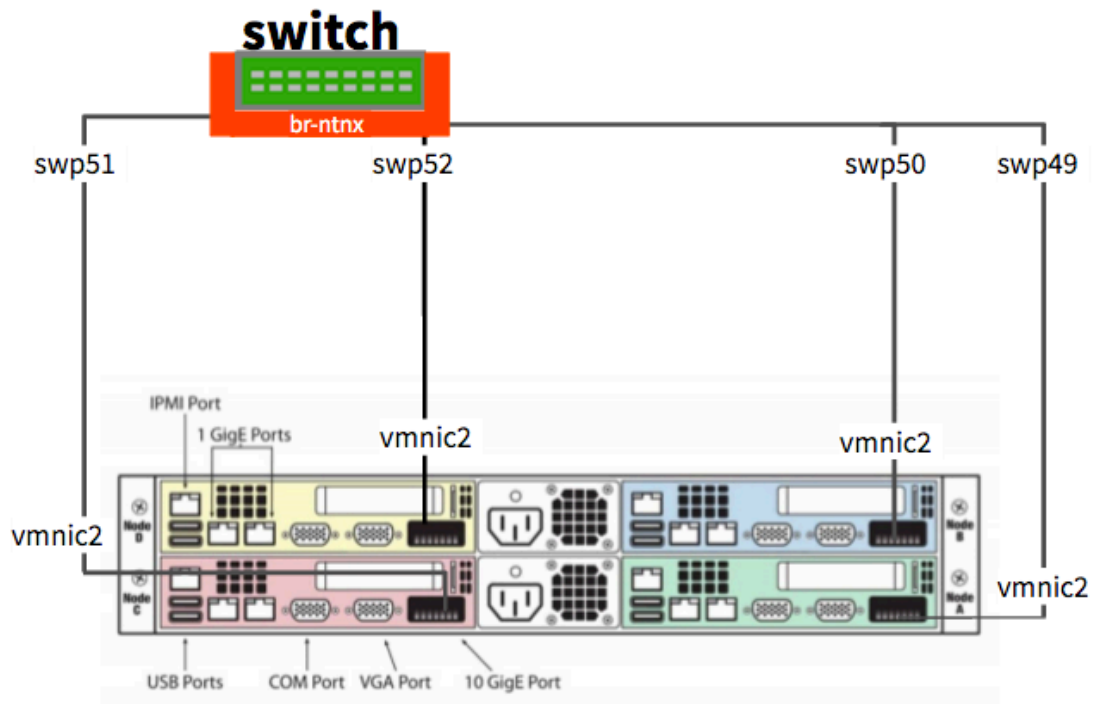 switch
br-ntnx
swp51
swp52
swp50
swp49
IPMI Port
1 GigE Ports
vmnic2
vmnic2
vmnic2
Node
D
Node
B
Node
C
Node
A
vmnic2
USB Ports
COM Port
VGA Port
10 GigE Port